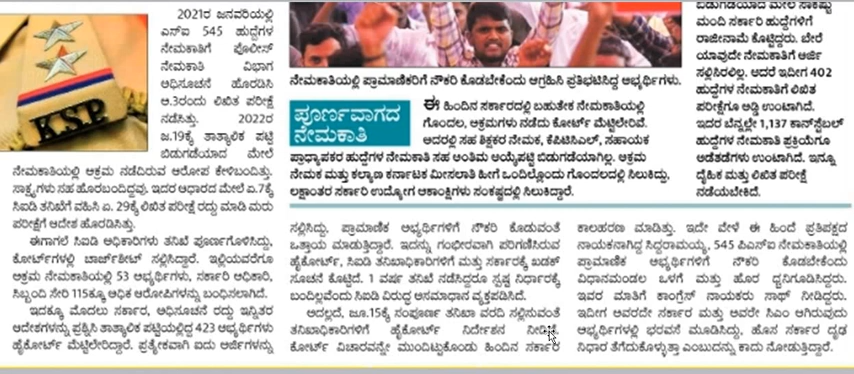 KSP
2021ರ ಜನವರಿಯಲ್ಲಿ
ಎಸ್‌ಐ 545 ಹುದ್ದೆಗಳ
ನೇಮಕಾತಿಗೆ ಪೊಲೀಸ್
ನೇಮಕಾತಿ ವಿಭಾಗ
ಅಧಿಸೂಚನೆ ಹೊರಡಿಸಿ
ಅ.3ರಂದು ಲಿಖಿತ ಪರೀಕ್ಷೆ
ನಡೆಸಿತ್ತು. 2022ರ
ಜ.19ಕ್ಕೆ ತಾತ್ಕಾಲಿಕ ಪಟ್ಟಿ
ಬಿಡುಗಡೆಯಾದ ಮೇಲೆ
ನೇಮಕಾತಿಯಲ್ಲಿ ಅಕ್ರಮ ನಡೆದಿರುವ ಆರೋಪ ಕೇಳಿಬಂದಿತ್ತು.
ಸಾಕ್ಷ್ಯಗಳು ಸಹ ಹೊರಬಂದಿದ್ದವು. ಇದರ ಆಧಾರದ ಮೇಲೆ ಏ.7ಕ್ಕೆ
ಸಿಐಡಿ ತನಿಖೆಗೆ ವಹಿಸಿ ಏ. 29ಕ್ಕೆ ಲಿಖಿತ ಪರೀಕ್ಷೆ ರದ್ದು ಮಾಡಿ ಮರು
ಪರೀಕ್ಷೆಗೆ ಆದೇಶ ಹೊರಡಿಸಿತ್ತು.
ಈಗಾಗಲೆ ಸಿಐಡಿ ಅಧಿಕಾರಿಗಳು ತನಿಖೆ ಪೂರ್ಣಗೊಳಿಸಿದ್ದು,
ಕೋರ್ಟ್‌ಗಳಲ್ಲಿ ಚಾರ್ಜ್‌ಶೀಟ್ ಸಲ್ಲಿಸಿದ್ದಾರೆ. ಇಲ್ಲಿಯವರೆಗೂ
ಅಕ್ರಮ ನೇಮಕಾತಿಯಲ್ಲಿ 53 ಅಭ್ಯರ್ಥಿಗಳು, ಸರ್ಕಾರಿ ಅಧಿಕಾರಿ,
ಸಿಬ್ಬಂದಿ ಸೇರಿ 115ಕ್ಕೂ ಅಧಿಕ ಆರೋಪಿಗಳನ್ನು ಬಂಧಿಸಲಾಗಿದೆ.
ಇದಕ್ಕೂ ಮೊದಲು ಸರ್ಕಾರ, ಅಧಿಸೂಚನೆ ರದ್ದು ಇನ್ನಿತರ
ಆದೇಶಗಳನ್ನು ಪ್ರಶ್ನಿಸಿ ತಾತ್ಕಾಲಿಕ ಪಟ್ಟಿಯಲ್ಲಿದ್ದ 423 ಅಭ್ಯರ್ಥಿಗಳು
ಹೈಕೋರ್ಟ್ ಮೆಟ್ಟಿಲೇರಿದ್ದಾರೆ. ಪ್ರತ್ಯೇಕವಾಗಿ ಐದು ಅರ್ಜಿಗಳನ್ನು
ನೇಮಕಾತಿಯಲ್ಲಿ ಪ್ರಾಮಾಣಿಕರಿಗೆ ನೌಕರಿ ಕೊಡಬೇಕೆಂದು ಆಗ್ರಹಿಸಿ ಪ್ರತಿಭಟಿಸಿದ್ದ ಅಭ್ಯರ್ಥಿಗಳು.
ಪೂರ್ಣವಾಗದ
ನೇಮಕಾತಿ
ಈ ಹಿಂದಿನ ಸರ್ಕಾರದಲ್ಲಿ ಬಹುತೇಕ ನೇಮಕಾತಿಯಲ್ಲಿ
ಗೊಂದಲ, ಅಕ್ರಮಗಳು ನಡೆದು ಕೋರ್ಟ್ ಮೆಟ್ಟಿಲೇರಿವೆ.
ಅದರಲ್ಲಿ ಸಹ ಶಿಕ್ಷಕರ ನೇಮಕ, ಕೆಪಿಟಿಸಿಎಲ್, ಸಹಾಯಕ
ಪ್ರಾಧ್ಯಾಪಕರ ಹುದ್ದೆಗಳ ನೇಮಕಾತಿ ಸಹ ಅಂತಿಮ ಆಯ್ಕೆಪಟ್ಟಿ ಬಿಡುಗಡೆಯಾಗಿಲ್ಲ. ಅಕ್ರಮ
ನೇಮಕ ಮತ್ತು ಕಲ್ಯಾಣ ಕರ್ನಾಟಕ ಮೀಸಲಾತಿ ಹೀಗೆ ಒಂದಿಲ್ಲೊಂದು ಗೊಂದಲದಲ್ಲಿ ಸಿಲುಕಿದ್ದು,
ಲಕ್ಷಾಂತರ ಸರ್ಕಾರಿ ಉದ್ಯೋಗ ಆಕಾಂಕ್ಷಿಗಳು ಸಂಕಷ್ಟದಲ್ಲಿ ಸಿಲುಕಿದ್ದಾರೆ.
ಬಿಡುಗಡೆಯಾದ ಮೇಲೆ ಸಾಕಷ್ಟು
ಮಂದಿ ಸರ್ಕಾರಿ ಹುದ್ದೆಗಳಿಗೆ
ರಾಜೀನಾಮೆ ಕೊಟ್ಟಿದ್ದರು. ಬೇರೆ
ಯಾವುದೇ ನೇಮಕಾತಿಗೆ ಅರ್ಜಿ
ಸಲ್ಲಿಸಿರಲಿಲ್ಲ. ಆದರೆ ಇದೀಗ 402
ಹುದ್ದೆಗಳ ನೇಮಕಾತಿಗೆ ಲಿಖಿತ
ಪರೀಕ್ಷೆಗೂ ಅಡ್ಡಿ ಉಂಟಾಗಿದೆ.
ಇದರ ಬೆನ್ನಲ್ಲೇ 1,137 ಕಾನ್‌ಸ್ಟೆಬಲ್
ಹುದ್ದೆಗಳ ನೇಮಕಾತಿ ಪ್ರಕ್ರಿಯೆಗೂ
ಅಡೆತಡೆಗಳು ಉಂಟಾಗಿದೆ. ಇನ್ನೂ
ದೈಹಿಕ ಮತ್ತು ಲಿಖಿತ ಪರೀಕ್ಷೆ
ನಡೆಯಬೇಕಿದೆ.
ಸಲ್ಲಿಸಿದ್ದು, ಪ್ರಾಮಾಣಿಕ ಅಭ್ಯರ್ಥಿಗಳಿಗೆ ನೌಕರಿ ಕೊಡುವಂತೆ
ಒತ್ತಾಯ ಮಾಡುತ್ತಿದ್ದಾರೆ. ಇದನ್ನು ಗಂಭೀರವಾಗಿ ಪರಿಗಣಿಸಿರುವ
ಹೈಕೋರ್ಟ್, ಸಿಐಡಿ ತನಿಖಾಧಿಕಾರಿಗಳಿಗೆ ಮತ್ತು ಸರ್ಕಾರಕ್ಕೆ ಖಡಕ್
ಸೂಚನೆ ಕೊಟ್ಟಿದೆ. 1 ವರ್ಷ ತನಿಖೆ ನಡೆಸಿದ್ದರೂ ಸ್ಪಷ್ಟ ನಿರ್ಧಾರಕ್ಕೆ
ಬಂದಿಲ್ಲವೆಂದು ಸಿಐಡಿ ವಿರುದ್ಧ ಅಸಮಾಧಾನ ವ್ಯಕ್ತಪಡಿಸಿದೆ.
ಅದಲ್ಲದೆ, ಜೂ.15ಕ್ಕೆ ಸಂಪೂರ್ಣ ತನಿಖಾ ವರದಿ ಸಲ್ಲಿಸುವಂತೆ
ತನಿಖಾಧಿಕಾರಿಗಳಿಗೆ ಹೈಕೋರ್ಟ್ ನಿರ್ದೇಶನ ನೀಡಿದೆ.
ಕೋರ್ಟ್ ವಿಚಾರವನ್ನೇ ಮುಂದಿಟ್ಟುಕೊಂಡು ಹಿಂದಿನ ಸರ್ಕಾರ
ಕಾಲಹರಣ ಮಾಡಿತ್ತು. ಇದೇ ವೇಳೆ ಈ ಹಿಂದೆ ಪ್ರತಿಪಕ್ಷದ
ನಾಯಕನಾಗಿದ್ದ ಸಿದ್ದರಾಮಯ್ಯ, 545 ಪಿಎಸ್‌ಐ ನೇಮಕಾತಿಯಲ್ಲಿ
ಪ್ರಾಮಾಣಿಕ ಅಭ್ಯರ್ಥಿಗಳಿಗೆ ನೌಕರಿ ಕೊಡಬೇಕೆಂದು
ವಿಧಾನಮಂಡಲ ಒಳಗೆ ಮತ್ತು ಹೊರ ಧ್ವನಿಗೂಡಿಸಿದ್ದರು.
ಇವರ ಮಾತಿಗೆ ಕಾಂಗ್ರೆಸ್ ನಾಯಕರು ಸಾಥ್ ನೀಡಿದ್ದರು.
ಇದೀಗ ಅವರದೇ ಸರ್ಕಾರ ಮತ್ತು ಅವರೇ ಸಿಎಂ ಆಗಿರುವುದು
ಅಭ್ಯರ್ಥಿಗಳಲ್ಲಿ ಭರವಸೆ ಮೂಡಿಸಿದ್ದು, ಹೊಸ ಸರ್ಕಾರ ದೃಢ
ನಿರ್ಧಾರ ತೆಗೆದುಕೊಳ್ಳುತ್ತಾ ಎಂಬುದನ್ನು ಕಾದು ನೋಡುತ್ತಿದ್ದಾರೆ.